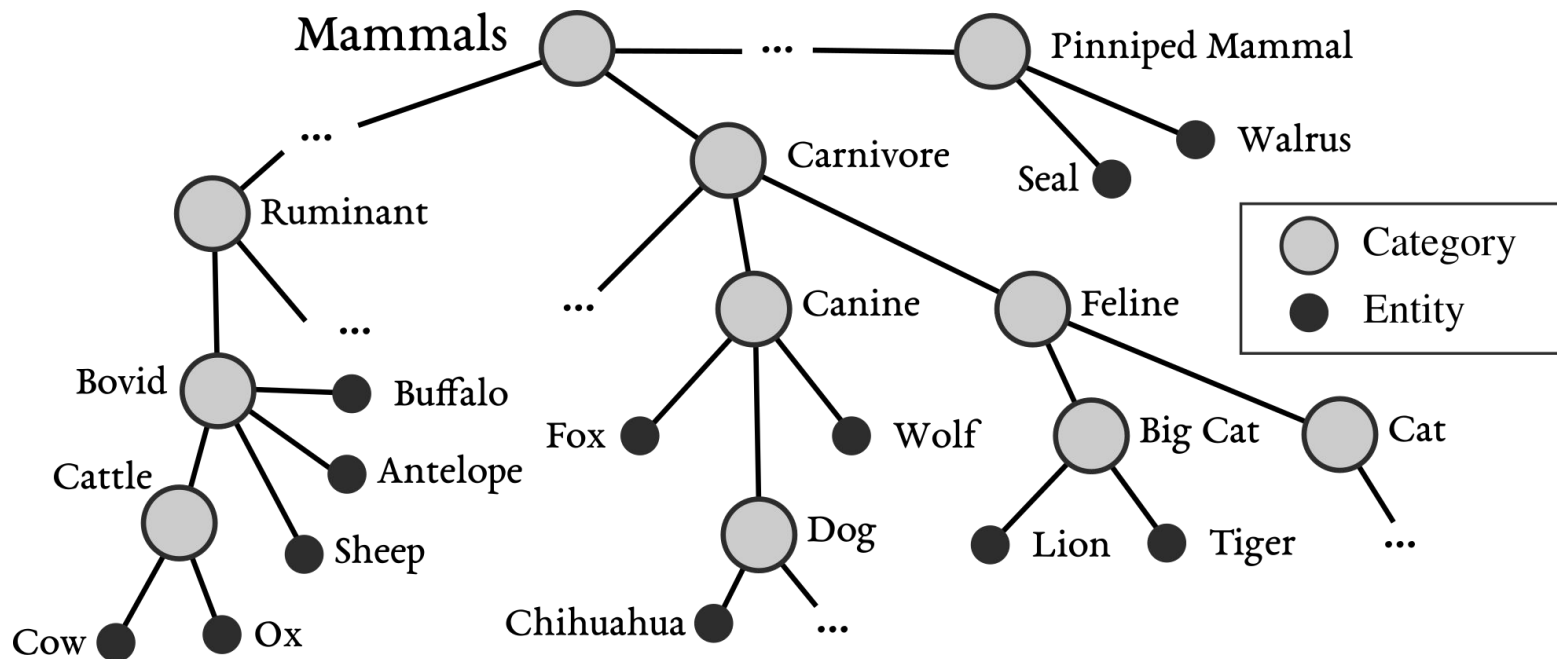 Mammals
...
Pinniped Mammal
...
Carnivore
Walrus
Seal
Ruminant
Category
...
Canine
Feline
Entity
...
Bovid
Buffalo
Fox
Wolf
Big Cat
Cat
Cattle
Antelope
Dog
Sheep
Lion
Tiger
...
Chihuahua
...
Cow
Ox